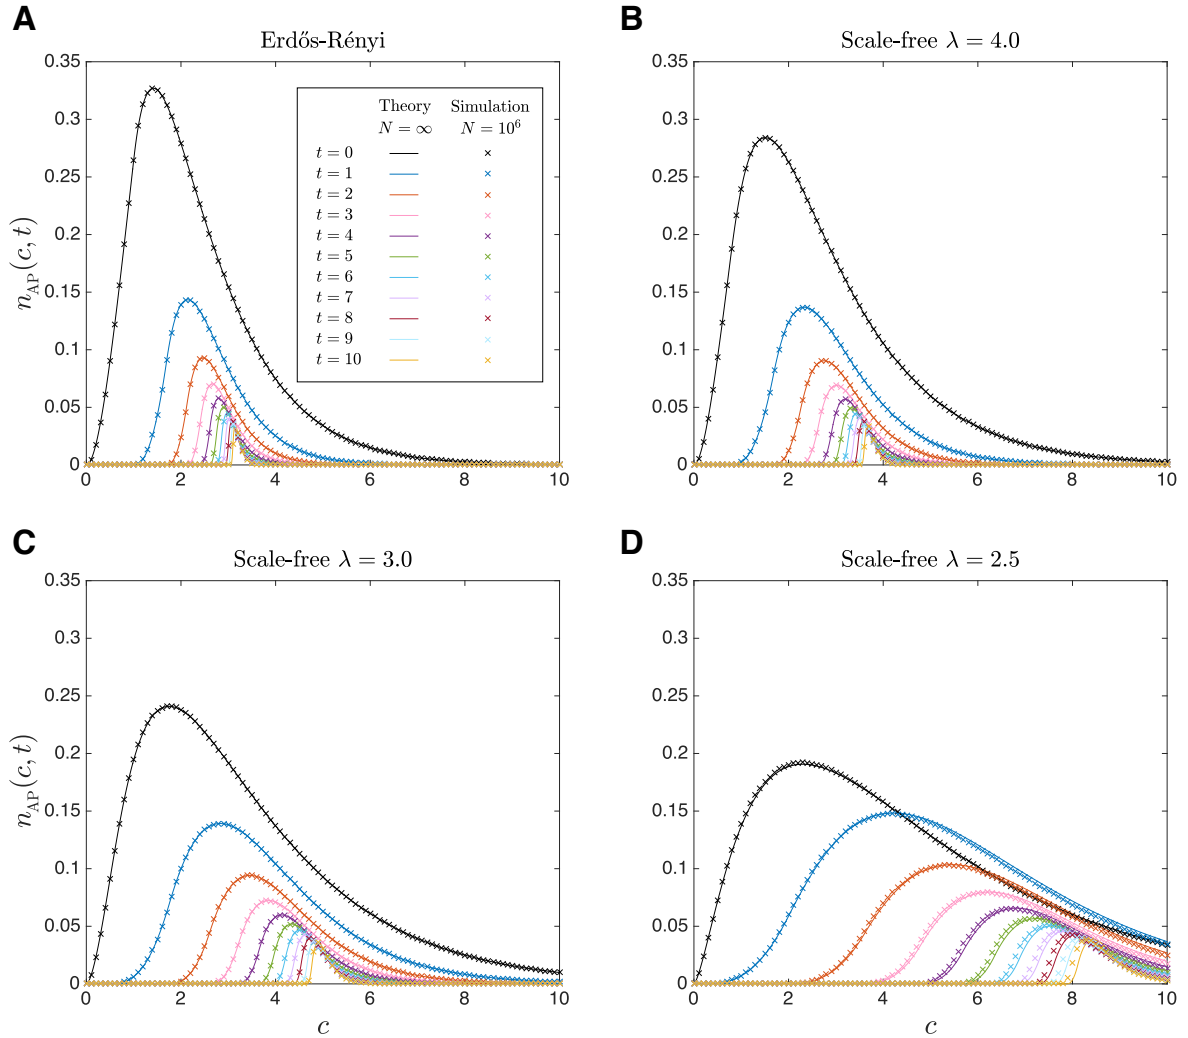 A
Erdős-Rényi
0.35
0.3
0.25
0.2
0.15
0.1
0.05
0
0 2 4 6 8 10
n_AP(c, t)
Theory Simulation
N = ∞ N = 10⁶
t = 0
t = 1
t = 2
t = 3
t = 4
t = 5
t = 6
t = 7
t = 8
t = 9
t = 10
B
Scale-free λ = 4.0
0.35
0.3
0.25
0.2
0.15
0.1
0.05
0
0 2 4 6 8 10
C
Scale-free λ = 3.0
0.35
0.3
0.25
0.2
0.15
0.1
0.05
0
0 2 4 6 8 10
n_AP(c, t)
c
D
Scale-free λ = 2.5
0.35
0.3
0.25
0.2
0.15
0.1
0.05
0
0 2 4 6 8 10
c